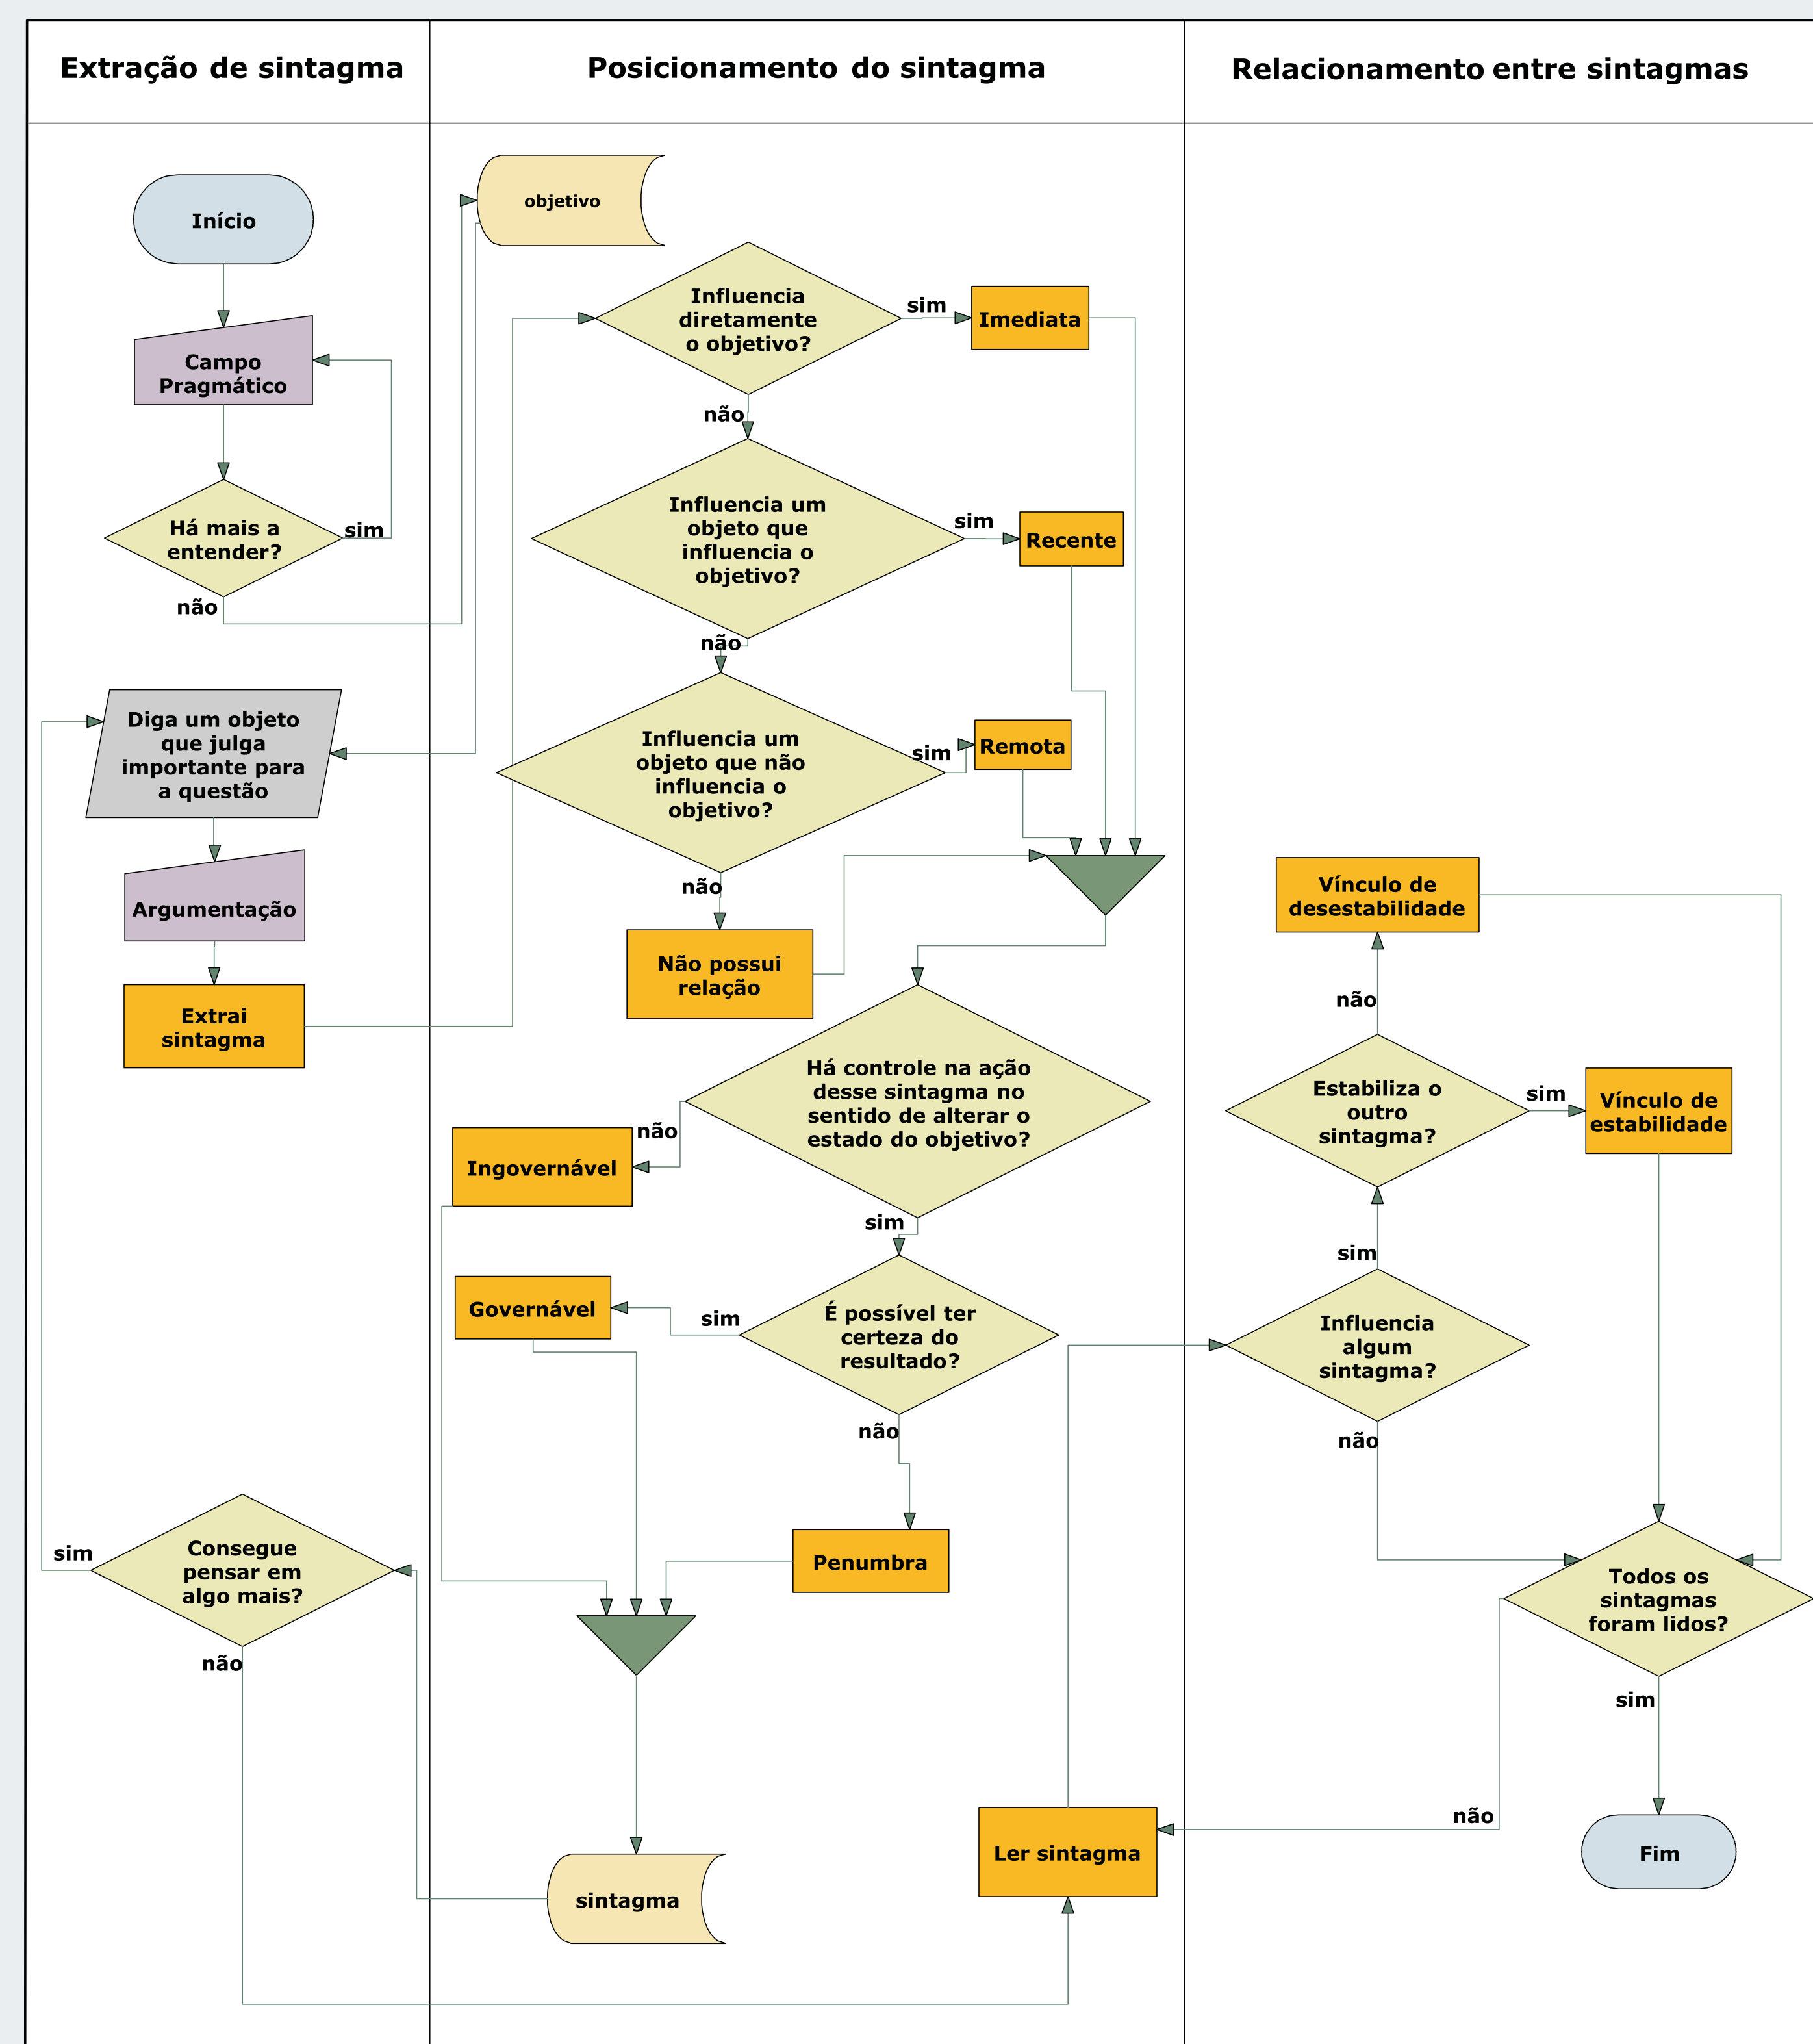 Extração de sintagma
Posicionamento do sintagma
Relacionamento entre sintagmas
Início
Campo
Pragmático
Há mais a
entender?
sim
não
Diga um objeto
que julga
importante para
a questão
Argumentação
Extrai
sintagma
Consegue
pensar em
algo mais?
sim
não
objetivo
Influencia
diretamente
o objetivo?
sim
Imediata
não
Influencia um
objeto que
influencia o
objetivo?
sim
Recente
não
Influencia um
objeto que não
influencia o
objetivo?
sim
Remota
não
Não possui
relação
Há controle na ação
desse sintagma no
sentido de alterar o
estado do objetivo?
não
Ingovernável
sim
É possível ter
certeza do
resultado?
sim
Governável
não
Penumbra
sintagma
Ler sintagma
Vínculo de
desestabilidade
não
Estabiliza o
outro
sintagma?
sim
Vínculo de
estabilidade
sim
Influencia
algum
sintagma?
não
Todos os
sintagmas
foram lidos?
sim
não
Fim